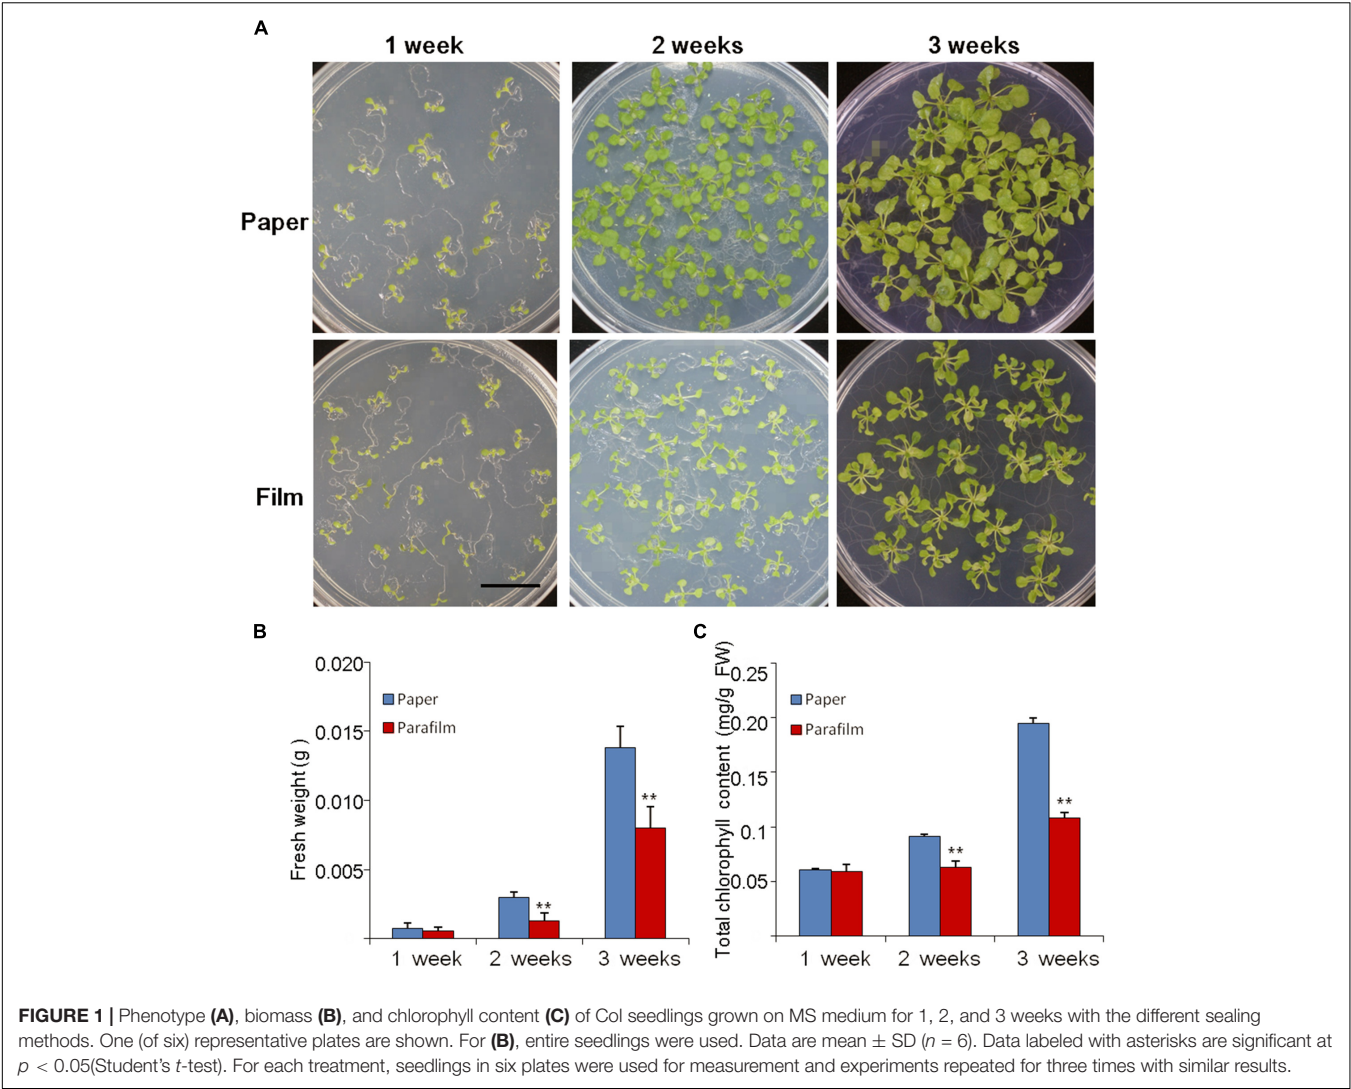 A
1 week
2 weeks
3 weeks
Paper
Film
B
Fresh weight (g )
0.020
0.015
0.010
0.005
Paper
Parafilm
**
**
1 week
2 weeks
3 weeks
C
Total chlorophyll content (mg/g FW)
0.25
0.20
0.15
0.1
0.05
Paper
Parafilm
**
**
1 week
2 weeks
3 weeks
FIGURE 1 | Phenotype (A), biomass (B), and chlorophyll content (C) of Col seedlings grown on MS medium for 1, 2, and 3 weeks with the different sealing
methods. One (of six) representative plates are shown. For (B), entire seedlings were used. Data are mean ± SD (n = 6). Data labeled with asterisks are significant at
p < 0.05(Student's t-test). For each treatment, seedlings in six plates were used for measurement and experiments repeated for three times with similar results.